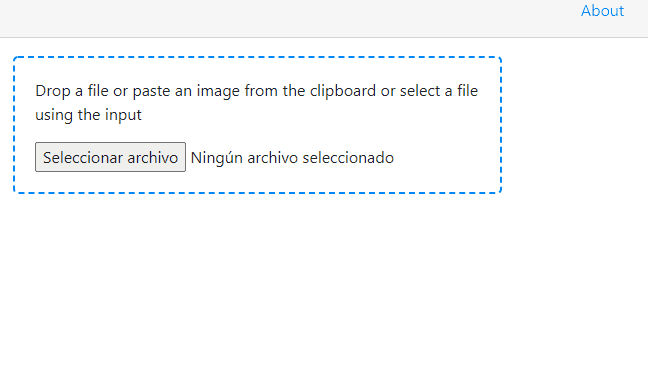 About
Drop a file or paste an image from the clipboard or select a file
using the input
Seleccionar archivo Ningún archivo seleccionado